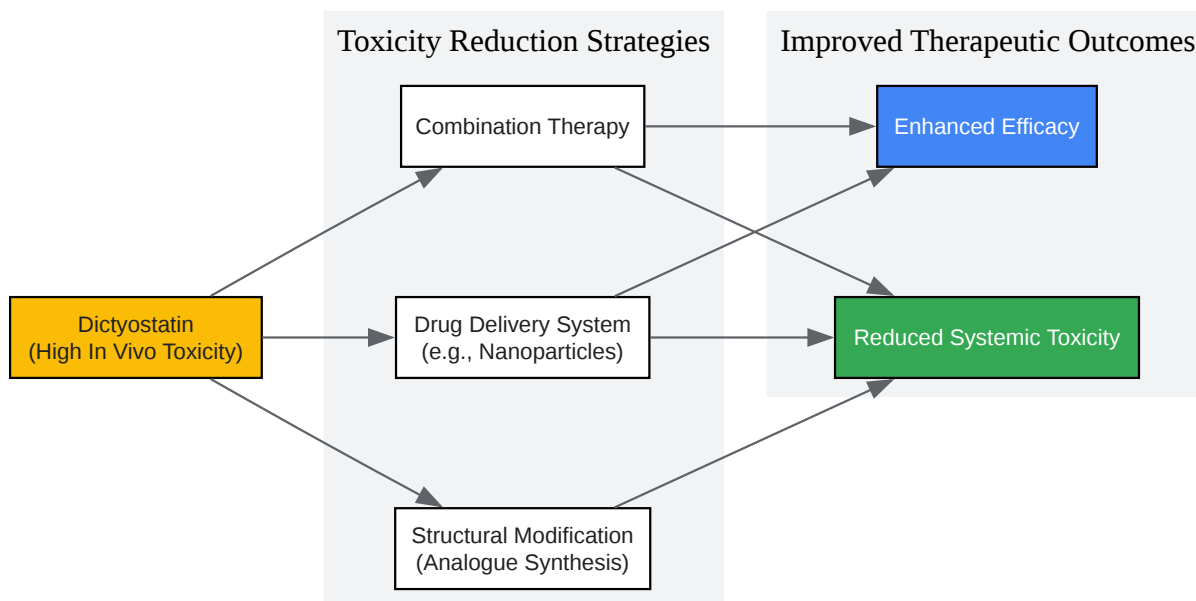 Toxicity Reduction Strategies
Improved Therapeutic Outcomes
Combination Therapy
Enhanced Efficacy
Dictyostatin
(High In Vivo Toxicity)
Drug Delivery System
(e.g., Nanoparticles)
Reduced Systemic Toxicity
Structural Modification
(Analogue Synthesis)